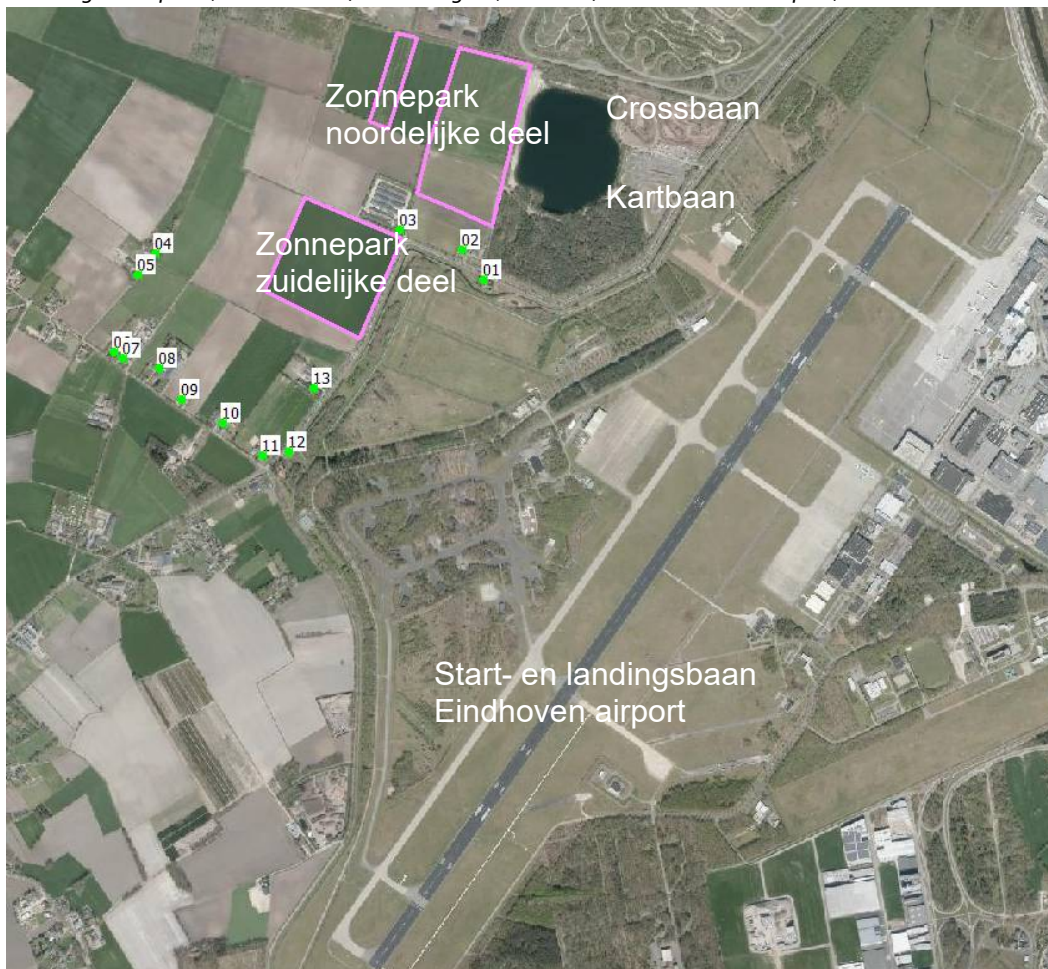 Zonnepark
noordelijke deel
Crossbaan
Kartbaan
03
02
01
Zonnepark
zuidelijke deel
04
05
07
08
09
10
13
11
12
Start- en landingsbaan
Eindhoven airport